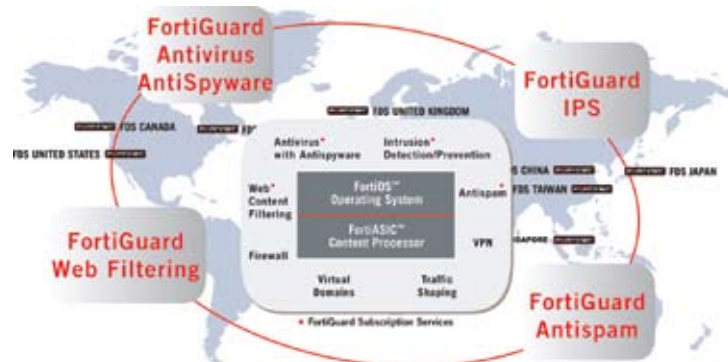 FortiGuard
Antivirus
AntiSpyware
FortiGuard
IPS
FDS UNITED KINGDOM
FDS CANADA
FDS UNITED STATES
Antivirus*
with Antispyware
Intrusion*
Detection/Prevention
CHINA
FDS JAPAN
FDS TAIWAN
Web*
Content
Filtering
FortiOS™
Operating System
Antispam*
FortiASIC™
Content Processor
Firewall
VPN
FortiGuard
Web Filtering
Virtual
Domains
Traffic
Shaping
* FortiGuard Subscription Services
FortiGuard
Antispam